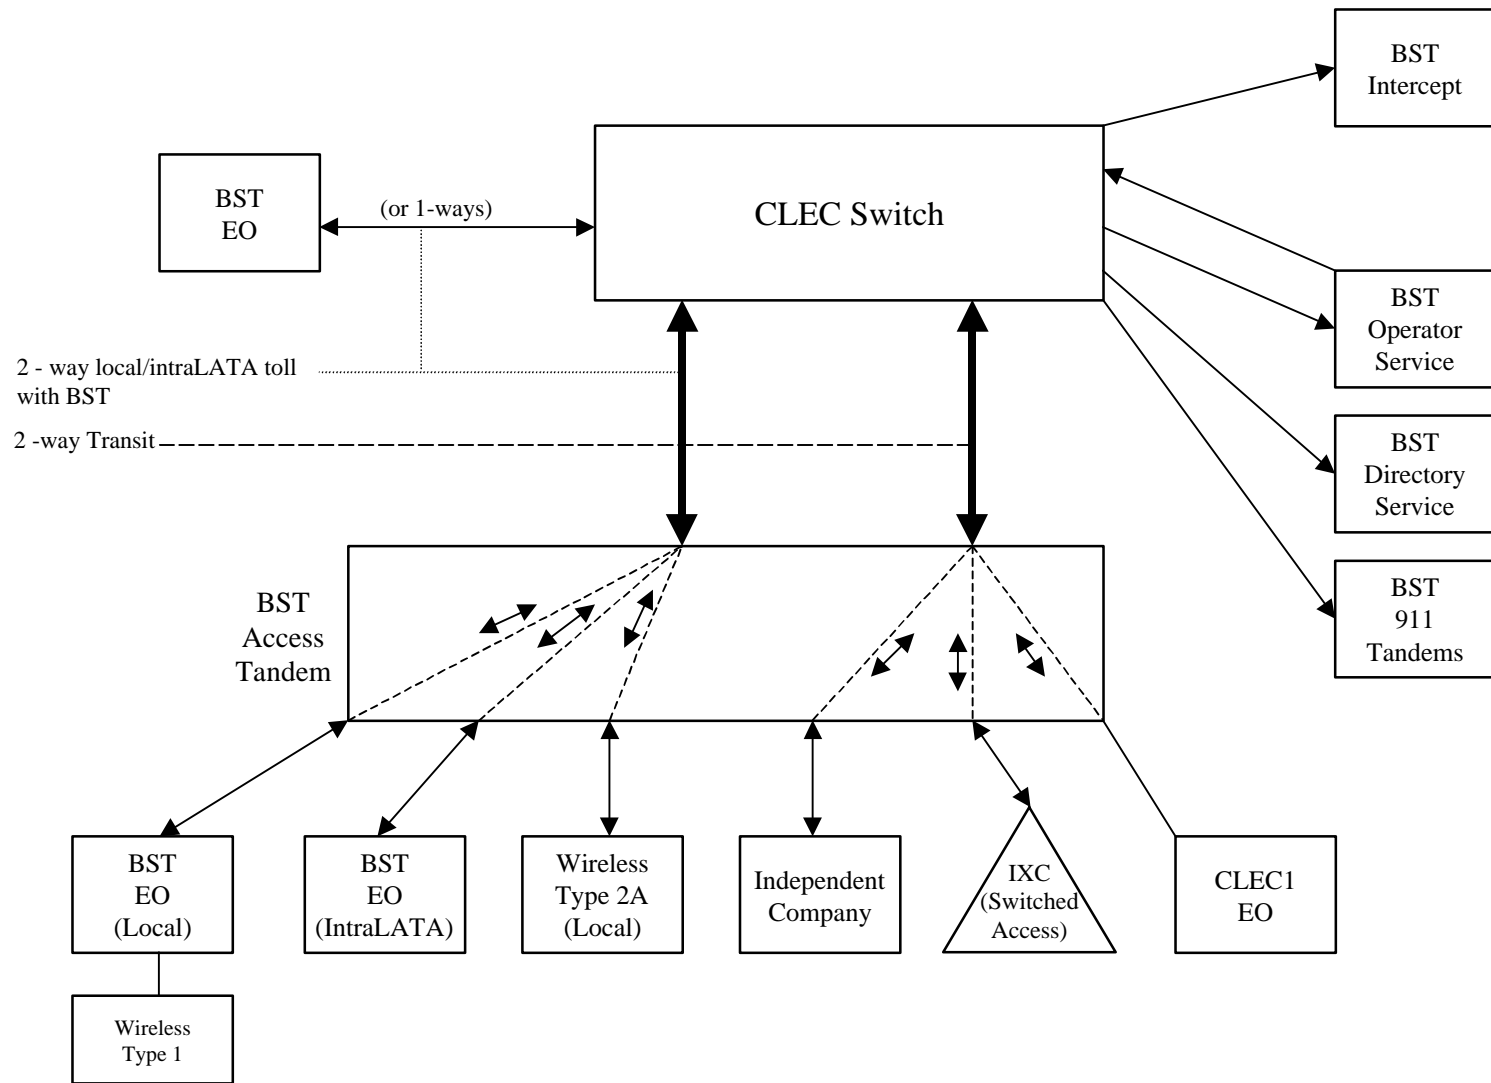 BST
Intercept
BST
EO
(or 1-ways)
CLEC Switch
BST
Operator
Service
2 - way local/intraLATA toll
with BST
2 -way Transit
BST
Directory
Service
BST
911
Tandems
BST
Access
Tandem
BST
EO
(Local)
BST
EO
(IntraLATA)
Wireless
Type 2A
(Local)
Independent
Company
IXC
(Switched
Access)
CLEC1
EO
Wireless
Type 1